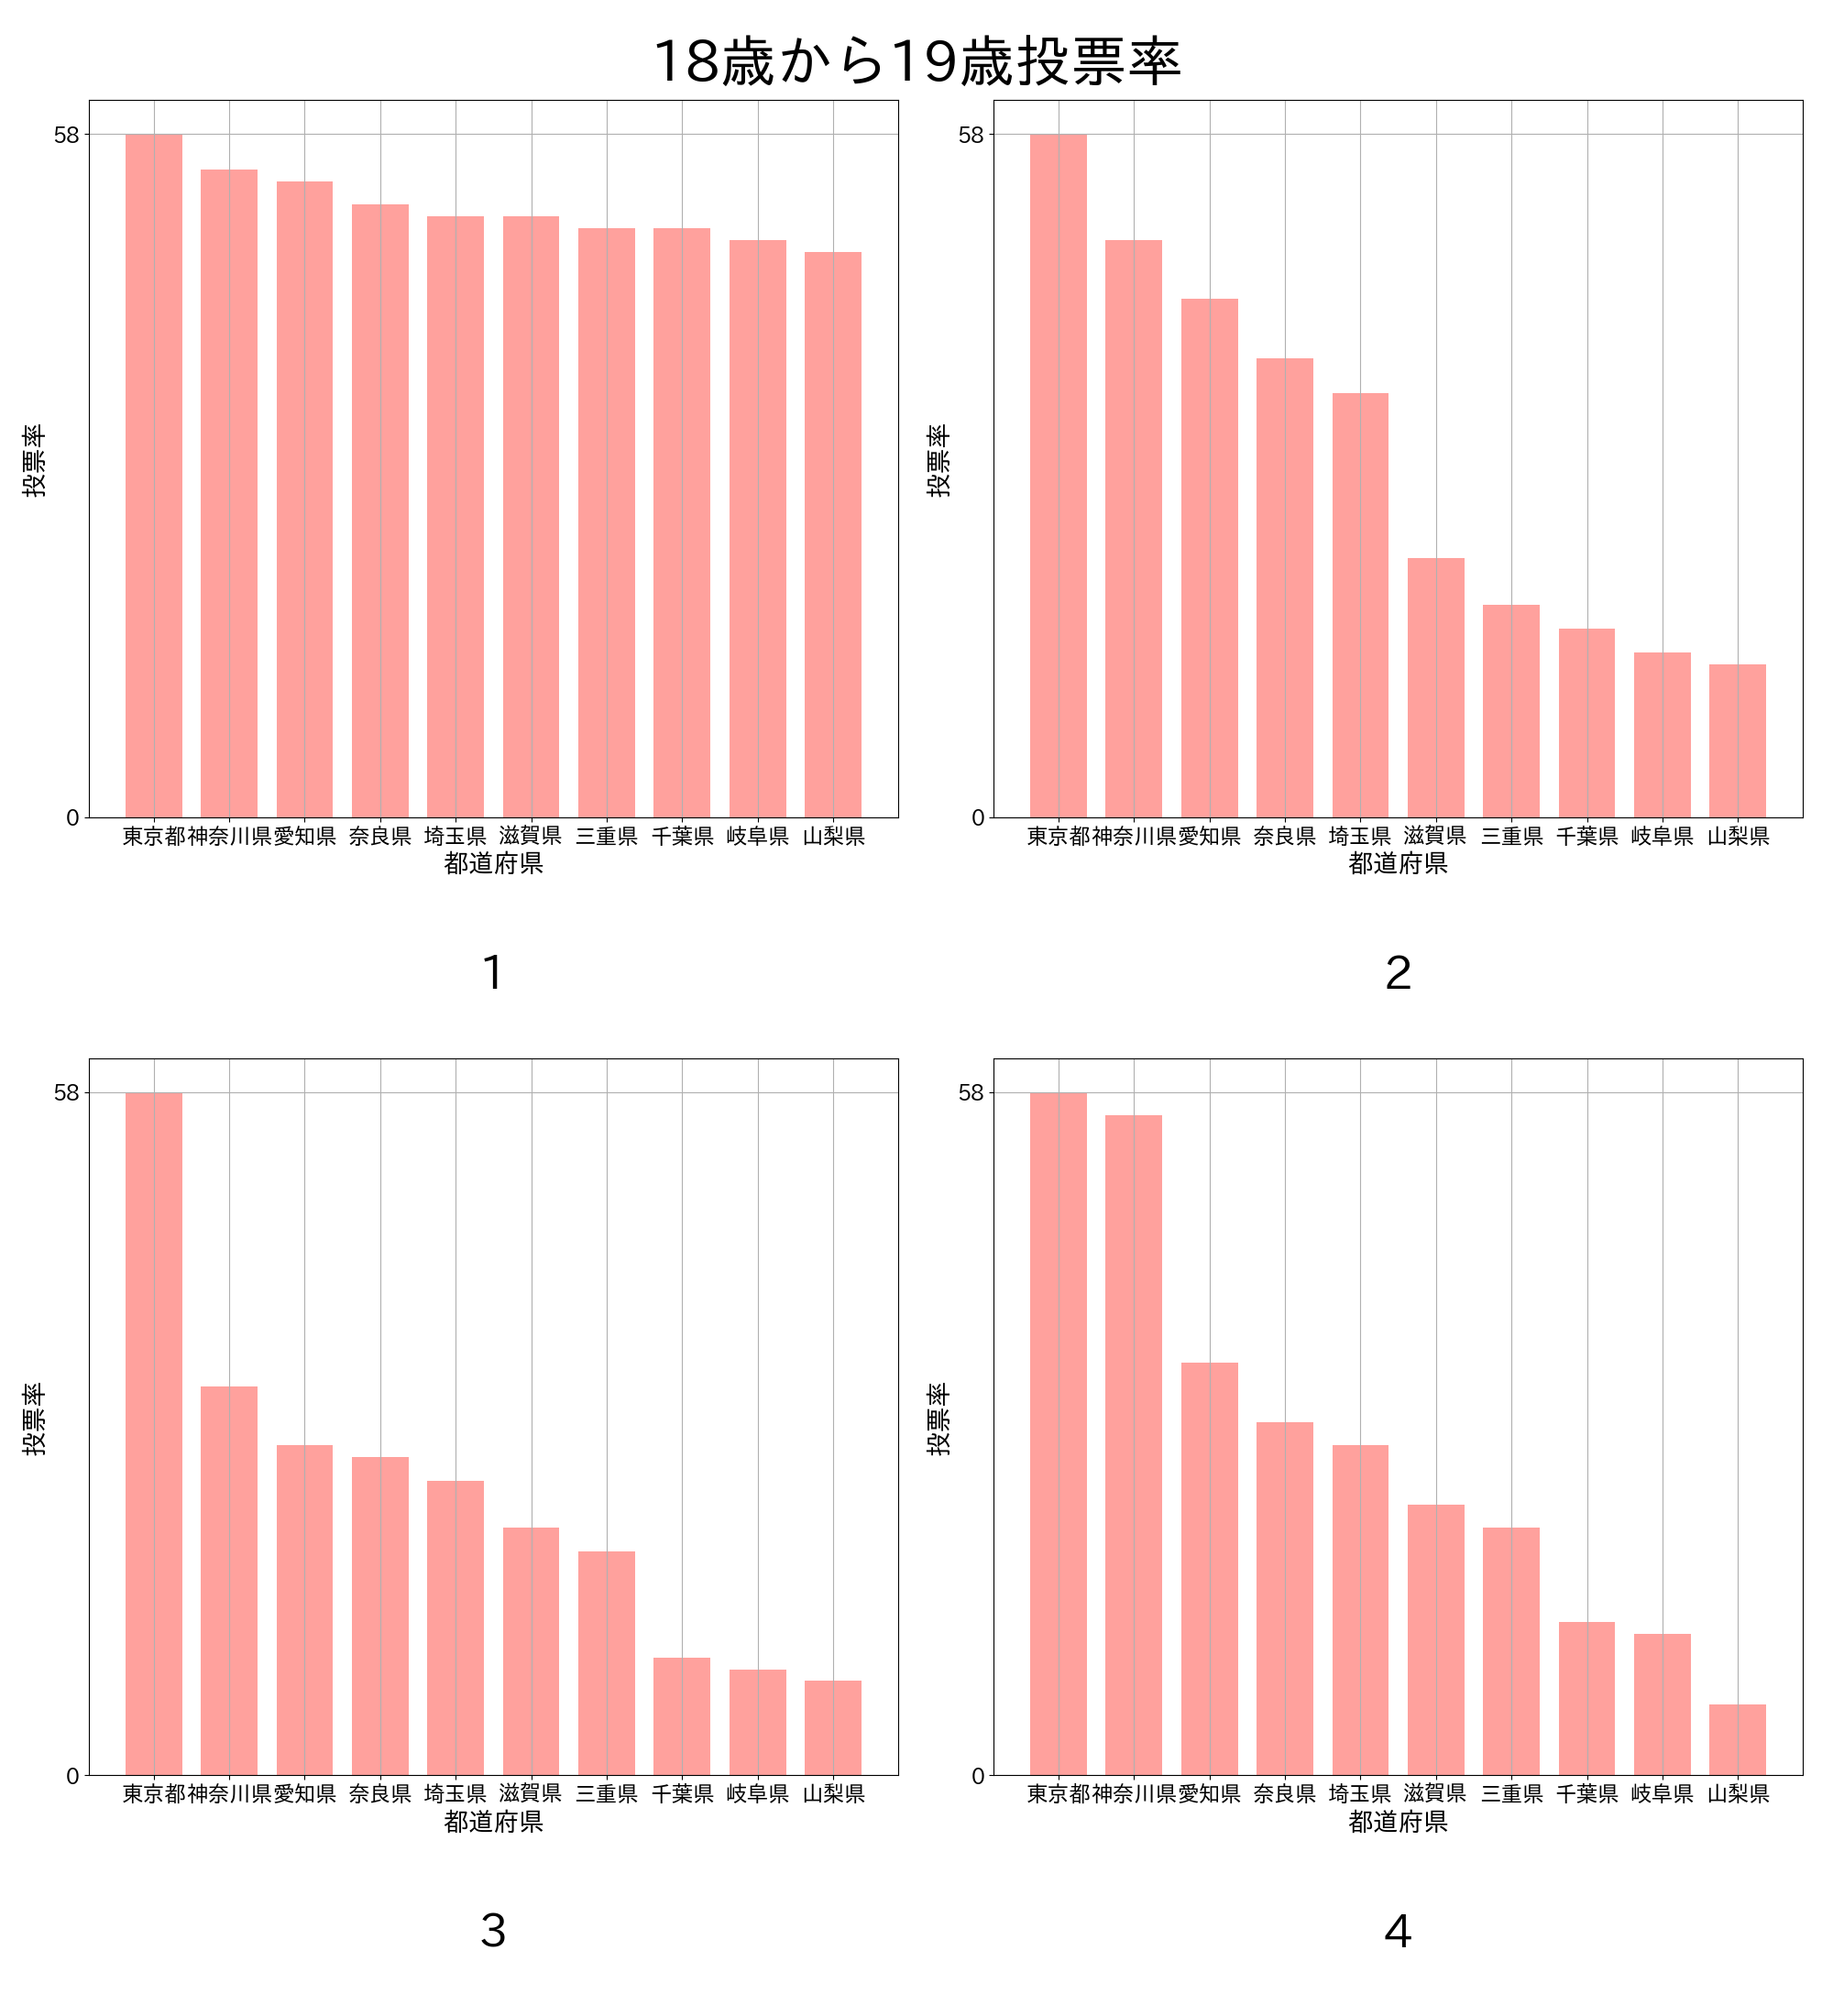 18歳から19歳投票率
58
0
投票率
東京都 神奈川県 愛知県 奈良県 埼玉県 滋賀県 三重県 千葉県 岐阜県 山梨県
都道府県
1
58
0
投票率
東京都 神奈川県 愛知県 奈良県 埼玉県 滋賀県 三重県 千葉県 岐阜県 山梨県
都道府県
2
58
0
投票率
東京都 神奈川県 愛知県 奈良県 埼玉県 滋賀県 三重県 千葉県 岐阜県 山梨県
都道府県
3
58
0
投票率
東京都 神奈川県 愛知県 奈良県 埼玉県 滋賀県 三重県 千葉県 岐阜県 山梨県
都道府県
4